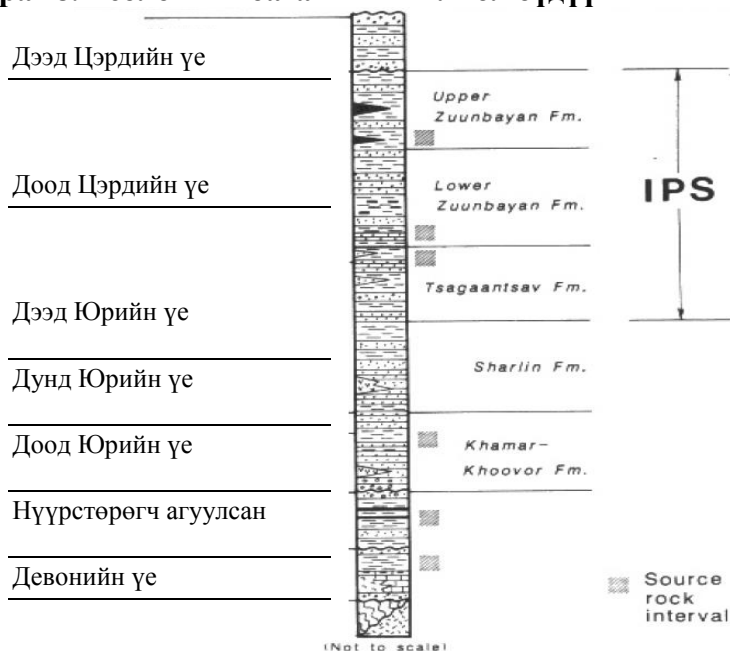 Дээд Цэрдийн үе
Upper
Zuunbayan Fm.
IPS
Доод Цэрдийн үе
Lower
Zuunbayan Fm.
Tsagaantsav Fm.
Дээд Юрийн үе
Sharlin Fm.
Дунд Юрийн үе
Доод Юрийн үе
Khamar-
Khoovor Fm.
Нүүрстөрөгч агуулсан
Девонийн үе
Source
rock
interval
(Not to scale)